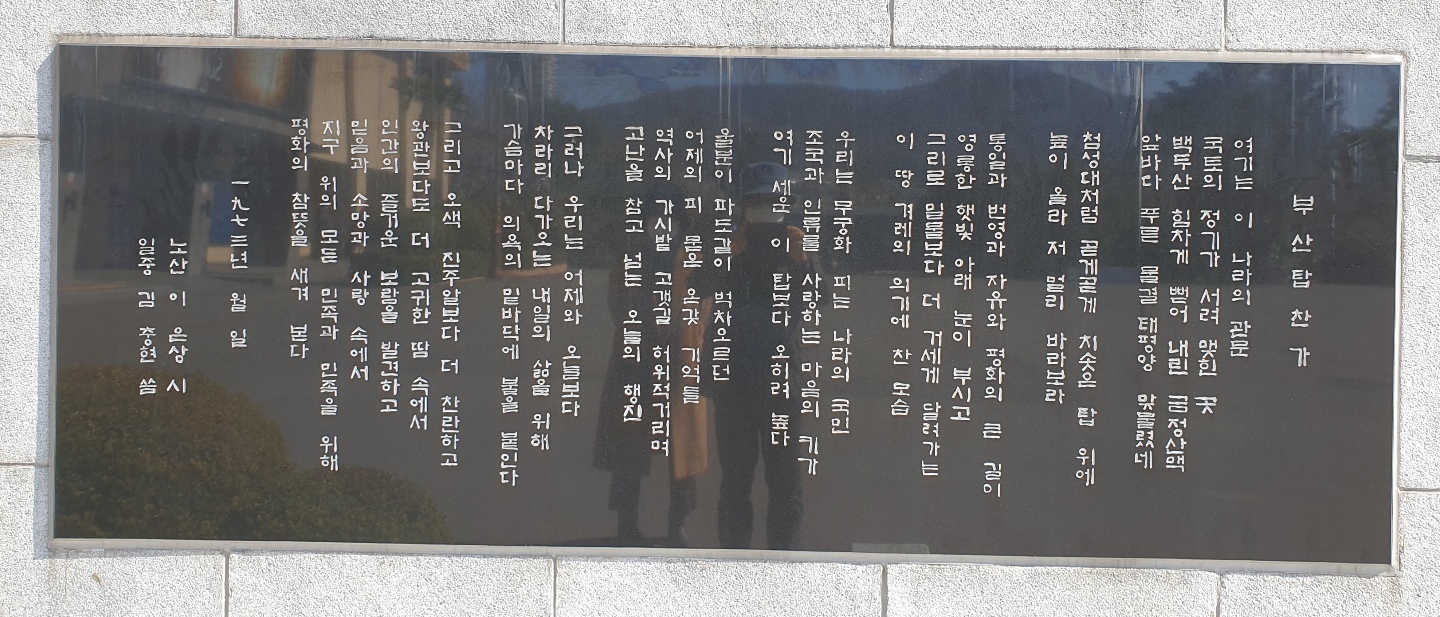 부산탑 찬가
여기는 이 나라의 관문
국토의 정기가 서려 맺힌 곳
백두산 힘차게 뻗어 내린 금정산맥
앞바다 푸른 물결 태평양 맞물렸네
첨성대처럼 곧게곧게 치솟은 탑 위에
높이 올라 저 멀리 바라보라
통일과 번영과 자유와 평화의 큰 길이
영롱한 햇빛 아래 눈이 부시고
그리로 밀물보다 더 거세게 달려가는
이 땅 겨레의 의기에 찬 모습
우리는 무궁화 피는 나라의 국민
조국과 인류를 사랑하는 마음의 키가
여기 세운 이 탑보다 오히려 높다
울분이 파도같이 벅차오르던
어제의 피 묻은 온갖 기억들
역사의 가시밭 고갯길 허위적거리며
고난을 참고 넘는 오늘의 행진
그러나 우리는 어제와 오늘보다
차라리 다가오는 내일의 삶을 위해
가슴마다 의욕의 밑바닥에 불을 붙인다
그리고 오색 진주알보다 더 찬란하고
왕관보다도 더 고귀한 땀 속에서
인간의 즐거운 보람을 발견하고
믿음과 소망과 사랑 속에서
지구 위의 모든 민족과 민족을 위해
평화의 참뜻을 새겨 본다
一九七三년 월 일
노산 이 은상 시
일중 김 충현 씀